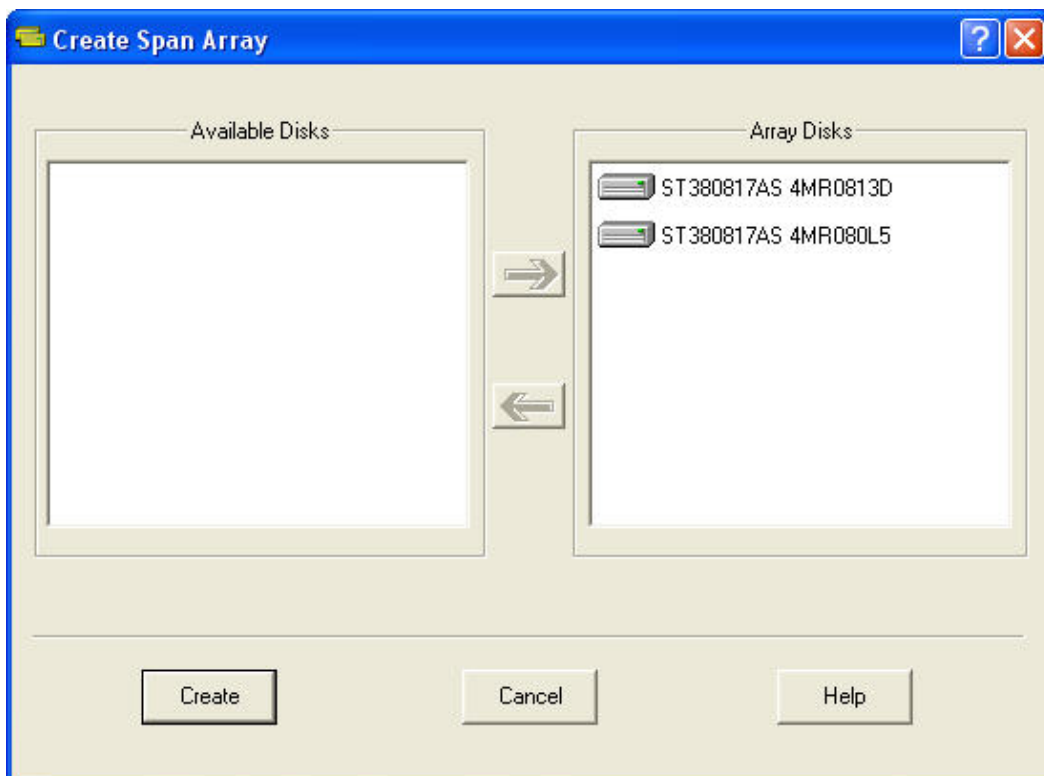 Create Span Array
Available Disks
Array Disks
ST380817AS 4MR0813D
ST380817AS 4MR080L5
Create
Cancel
Help